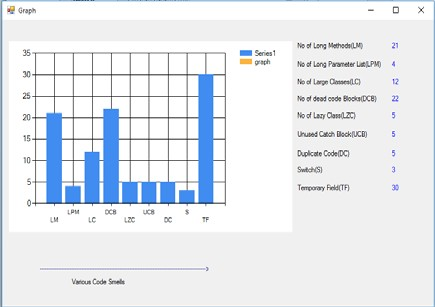 Graph
35
30
25
20
15
10
5
0
LM
LPM
LC
DCB
LZC
UCB
DC
S
TF
Series1
graph
Various Code Smells
No of Long Methods(LM) 21
No of Long Parameter List(LPM) 4
No of Large Classes(LC) 12
No of dead code Blocks(DCB) 22
No of Lazy Class(LZC) 5
Unused Catch Block(UCB) 5
Duplicate Code(DC) 5
Switch(S) 3
Temporary Field(TF) 30